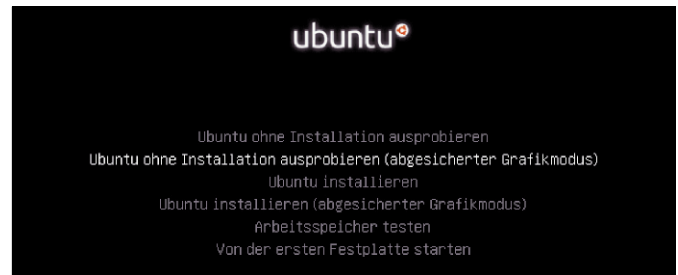 ubuntu
Ubuntu ohne Installation ausprobieren
Ubuntu ohne Installation ausprobieren (abgesicherter Grafikmodus)
Ubuntu installieren
Ubuntu installieren (abgesicherter Grafikmodus)
Arbeitsspeicher testen
Von der ersten Festplatte starten